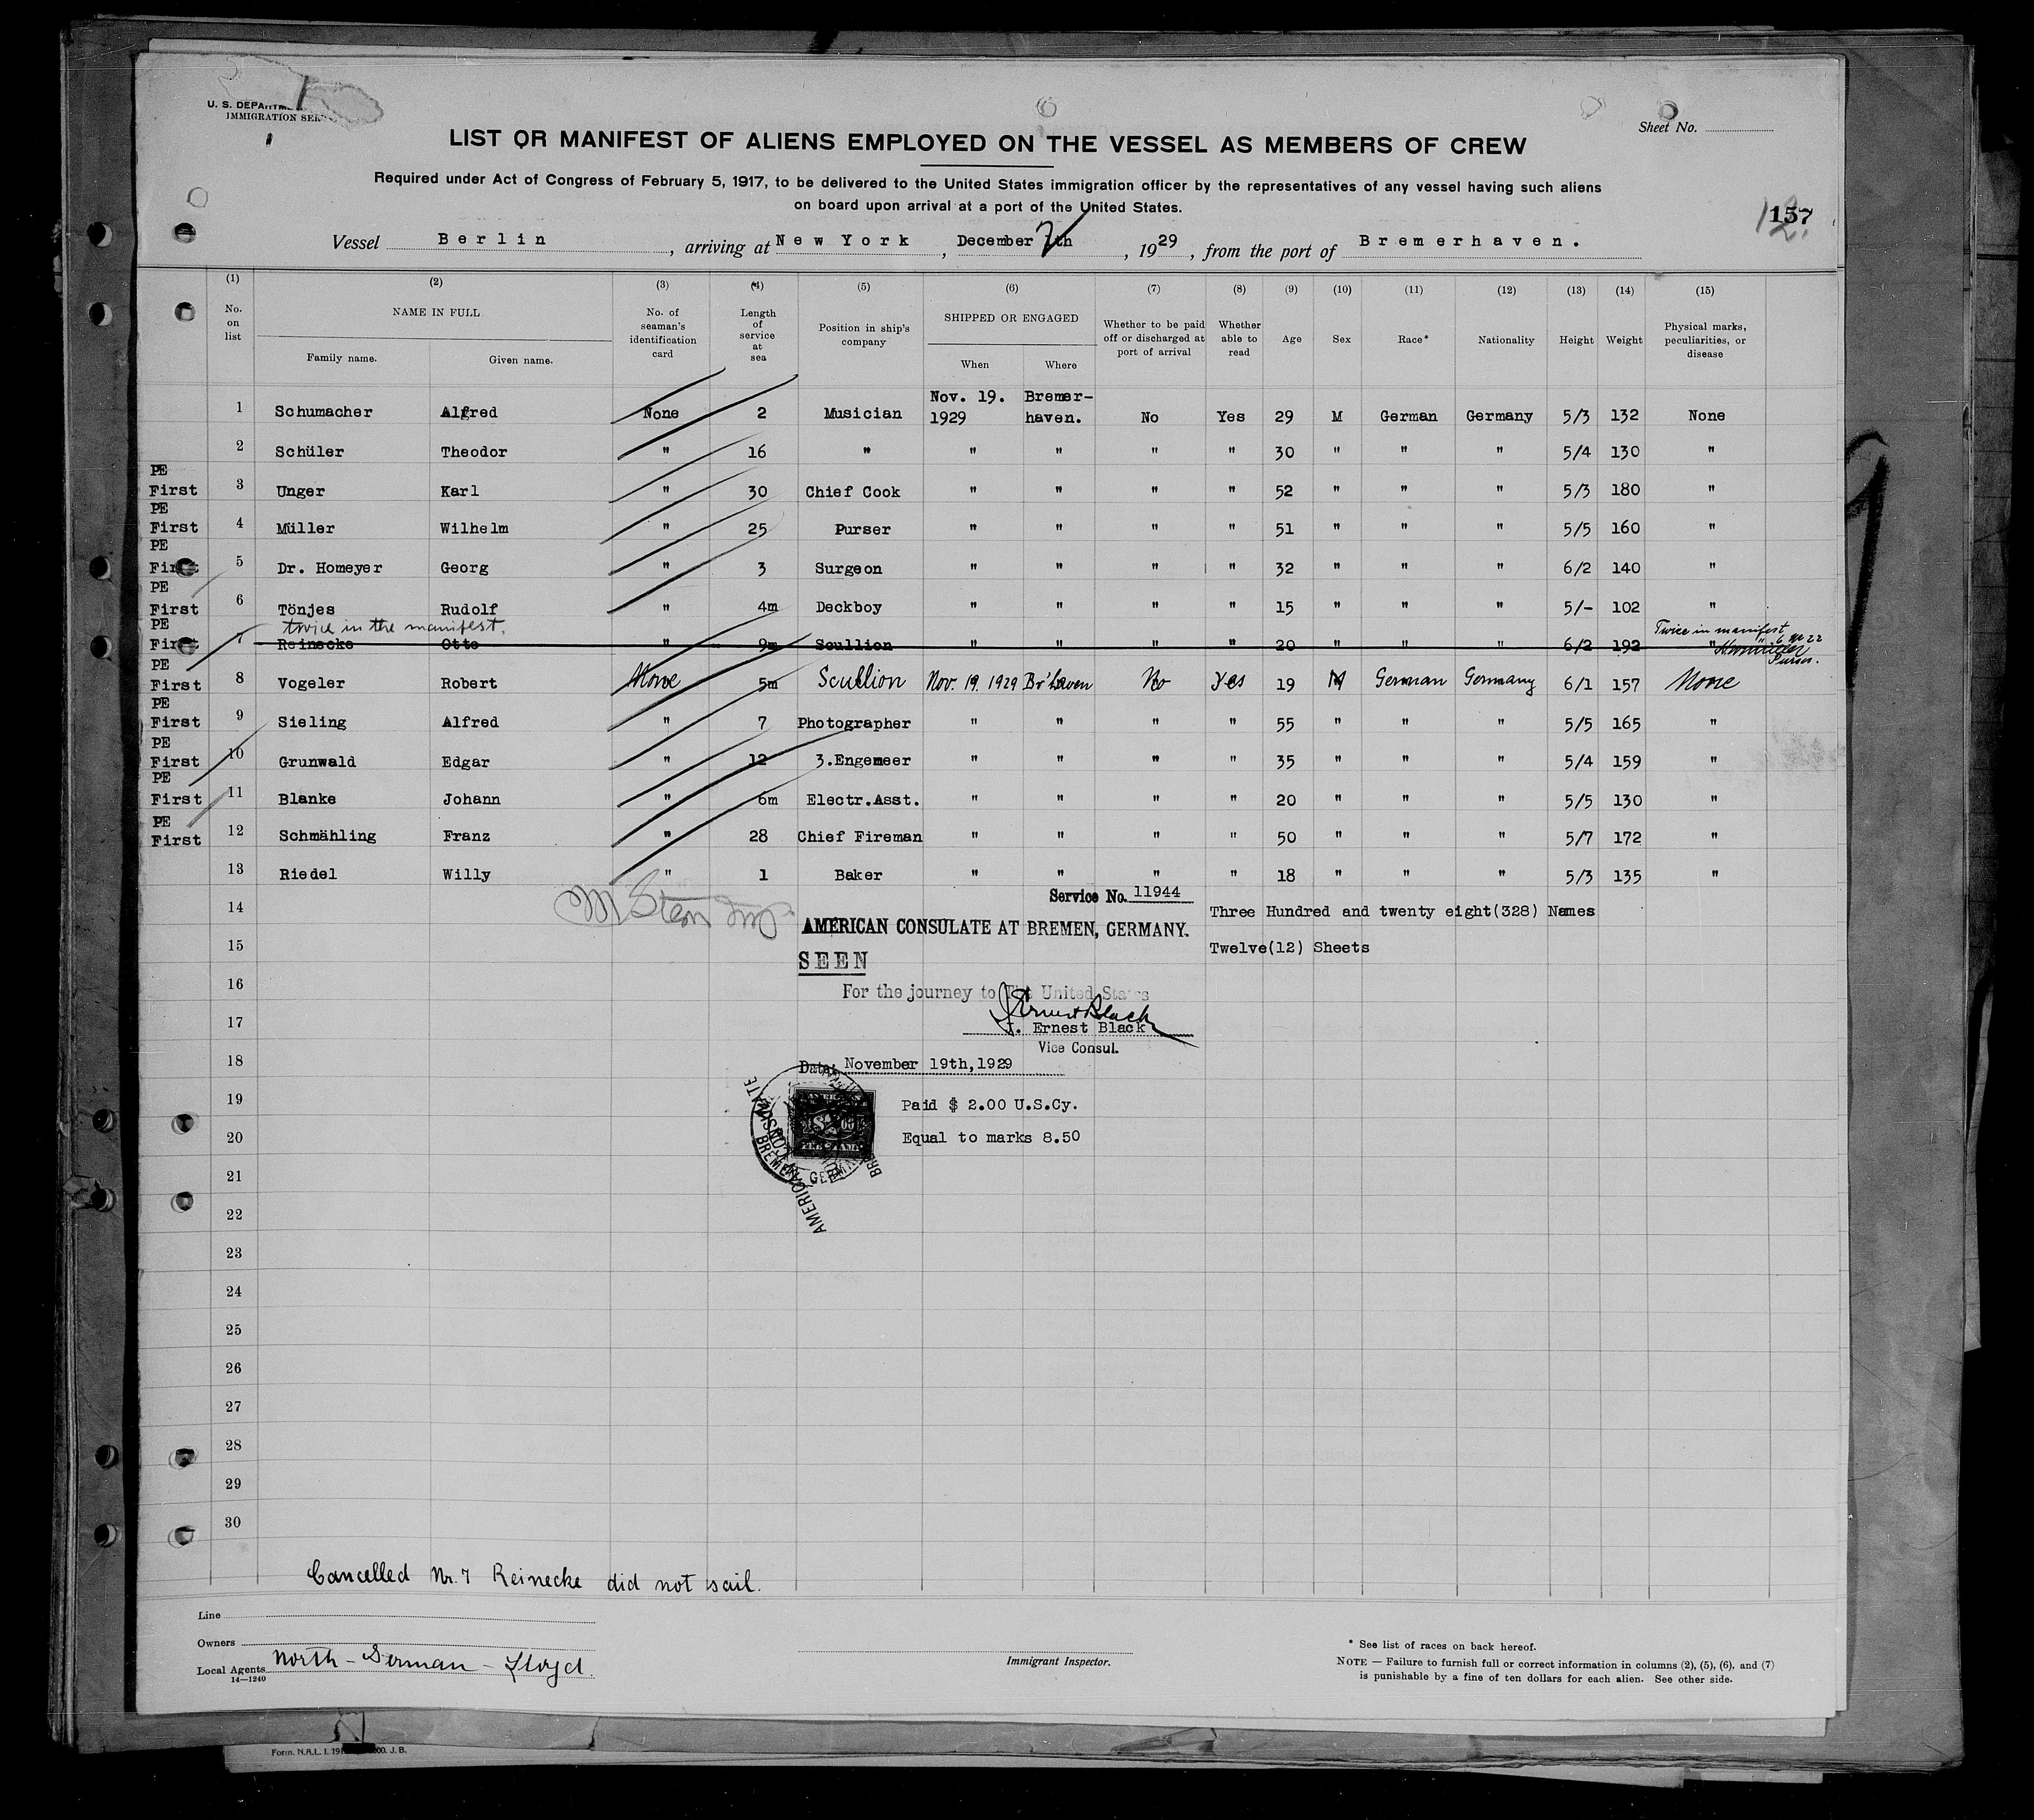 U. S. DEPARTME
IMMIGRATION SER
Sheet No.
LIST OR MANIFEST OF ALIENS EMPLOYED ON THE VESSEL AS MEMBERS OF CREW
Required under Act of Congress of February 5, 1917, to be delivered to the United States immigration officer by the representatives of any vessel having such aliens
on board upon arrival at a port of the United States.
157
Vessel Berlin, arriving at New York, December 7th, 1929, from the port of Bremerhaven.
(1) (2) (3) (4) (5) (6) (7) (8) (9) (10) (11) (12) (13) (14) (15)
No. on list NAME IN FULL Family name. Given name. No. of seaman's identification card Length of service at sea Position in ship's company SHIPPED OR ENGAGED When Where Whether to be paid off or discharged at port of arrival Whether able to read Age Sex Race* Nationality Height Weight Physical marks, peculiarities, or disease
1 Schumacher Alfred None 2 Musician Nov. 19. 1929 Bremer-haven. No Yes 29 M German Germany 5/3 132 None
2 Schüler Theodor " 16 " " " " " 30 " " " 5/4 130 "
PE
First 3 Unger Karl " 30 Chief Cook " " " " 52 " " " 5/3 180 "
PE
First 4 Müller Wilhelm " 25 Purser " " " " 51 " " " 5/5 160 "
PE
First 5 Dr. Homeyer Georg " 3 Surgeon " " " " 32 " " " 6/2 140 "
PE
First 6 Tönjes Rudolf " 4m Deckboy " " " " 15 " " " 5/- 102 "
PE twice in the manifest. Twice in manifest
First 7 Reinecke Otto " 9m Scullion " " " " 20 " " " 6/2 192 "
Purser.
PE
First 8 Vogeler Robert None 5m Scullion Nov. 19. 1929 Br'haven No Yes 19 M German Germany 6/1 157 None
PE
First 9 Sieling Alfred " 7 Photographer " " " " 55 " " " 5/5 165 "
PE
First 10 Grunwald Edgar " 12 3.Engemeer " " " " 35 " " " 5/4 159 "
PE
First 11 Blanke Johann " 6m Electr.Asst. " " " " 20 " " " 5/5 130 "
PE
First 12 Schmähling Franz " 28 Chief Fireman " " " " 50 " " " 5/7 172 "
13 Riedel Willy " 1 Baker " " " " 18 " " " 5/3 135 "
Service No. 11944
14 Three Hundred and twenty eight(328) Names
AMERICAN CONSULATE AT BREMEN, GERMANY.
15 Twelve(12) Sheets
SEEN
16 For the journey to The United States
17 J. Ernest Black
Vice Consul.
18 Date: November 19th,1929
19 Paid $ 2.00 U.S.Cy.
20 Equal to marks 8.50
21
22
23
24
25
26
27
28
29
30
Cancelled Nr. 7 Reinecke did not sail.
Line
Owners
Local Agents North-German-Lloyd.
14—1240
Immigrant Inspector.
* See list of races on back hereof.
NOTE — Failure to furnish full or correct information in columns (2), (5), (6), and (7)
is punishable by a fine of ten dollars for each alien. See other side.